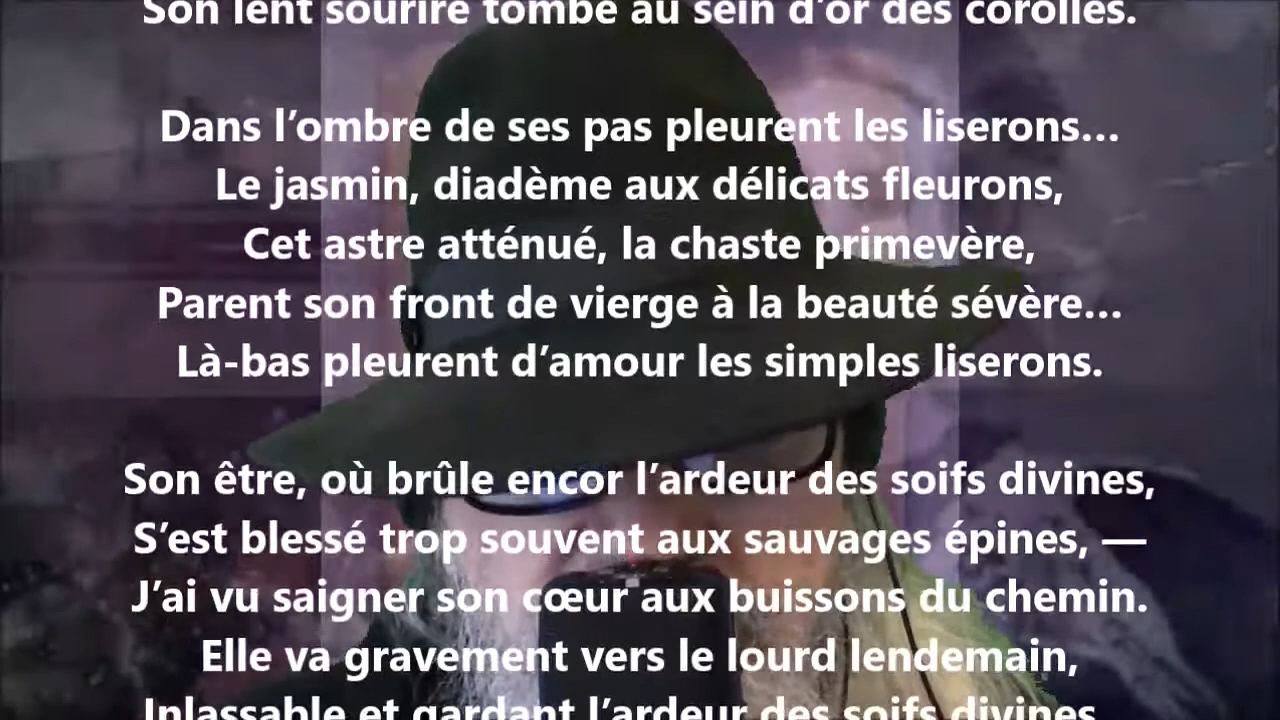 Son lent sourire tombe au sein d’or des corolles.
Dans l’ombre de ses pas pleurent les liserons…
Le jasmin, diadème aux délicats fleurons,
Cet astre atténué, la chaste primevère,
Parent son front de vierge à la beauté sévère…
Là-bas pleurent d’amour les simples liserons.
Son être, où brûle encor l’ardeur des soifs divines,
S’est blessé trop souvent aux sauvages épines, —
J’ai vu saigner son cœur aux buissons du chemin.
Elle va gravement vers le lourd lendemain,
Inlassable et gardant l’ardeur des soifs divines